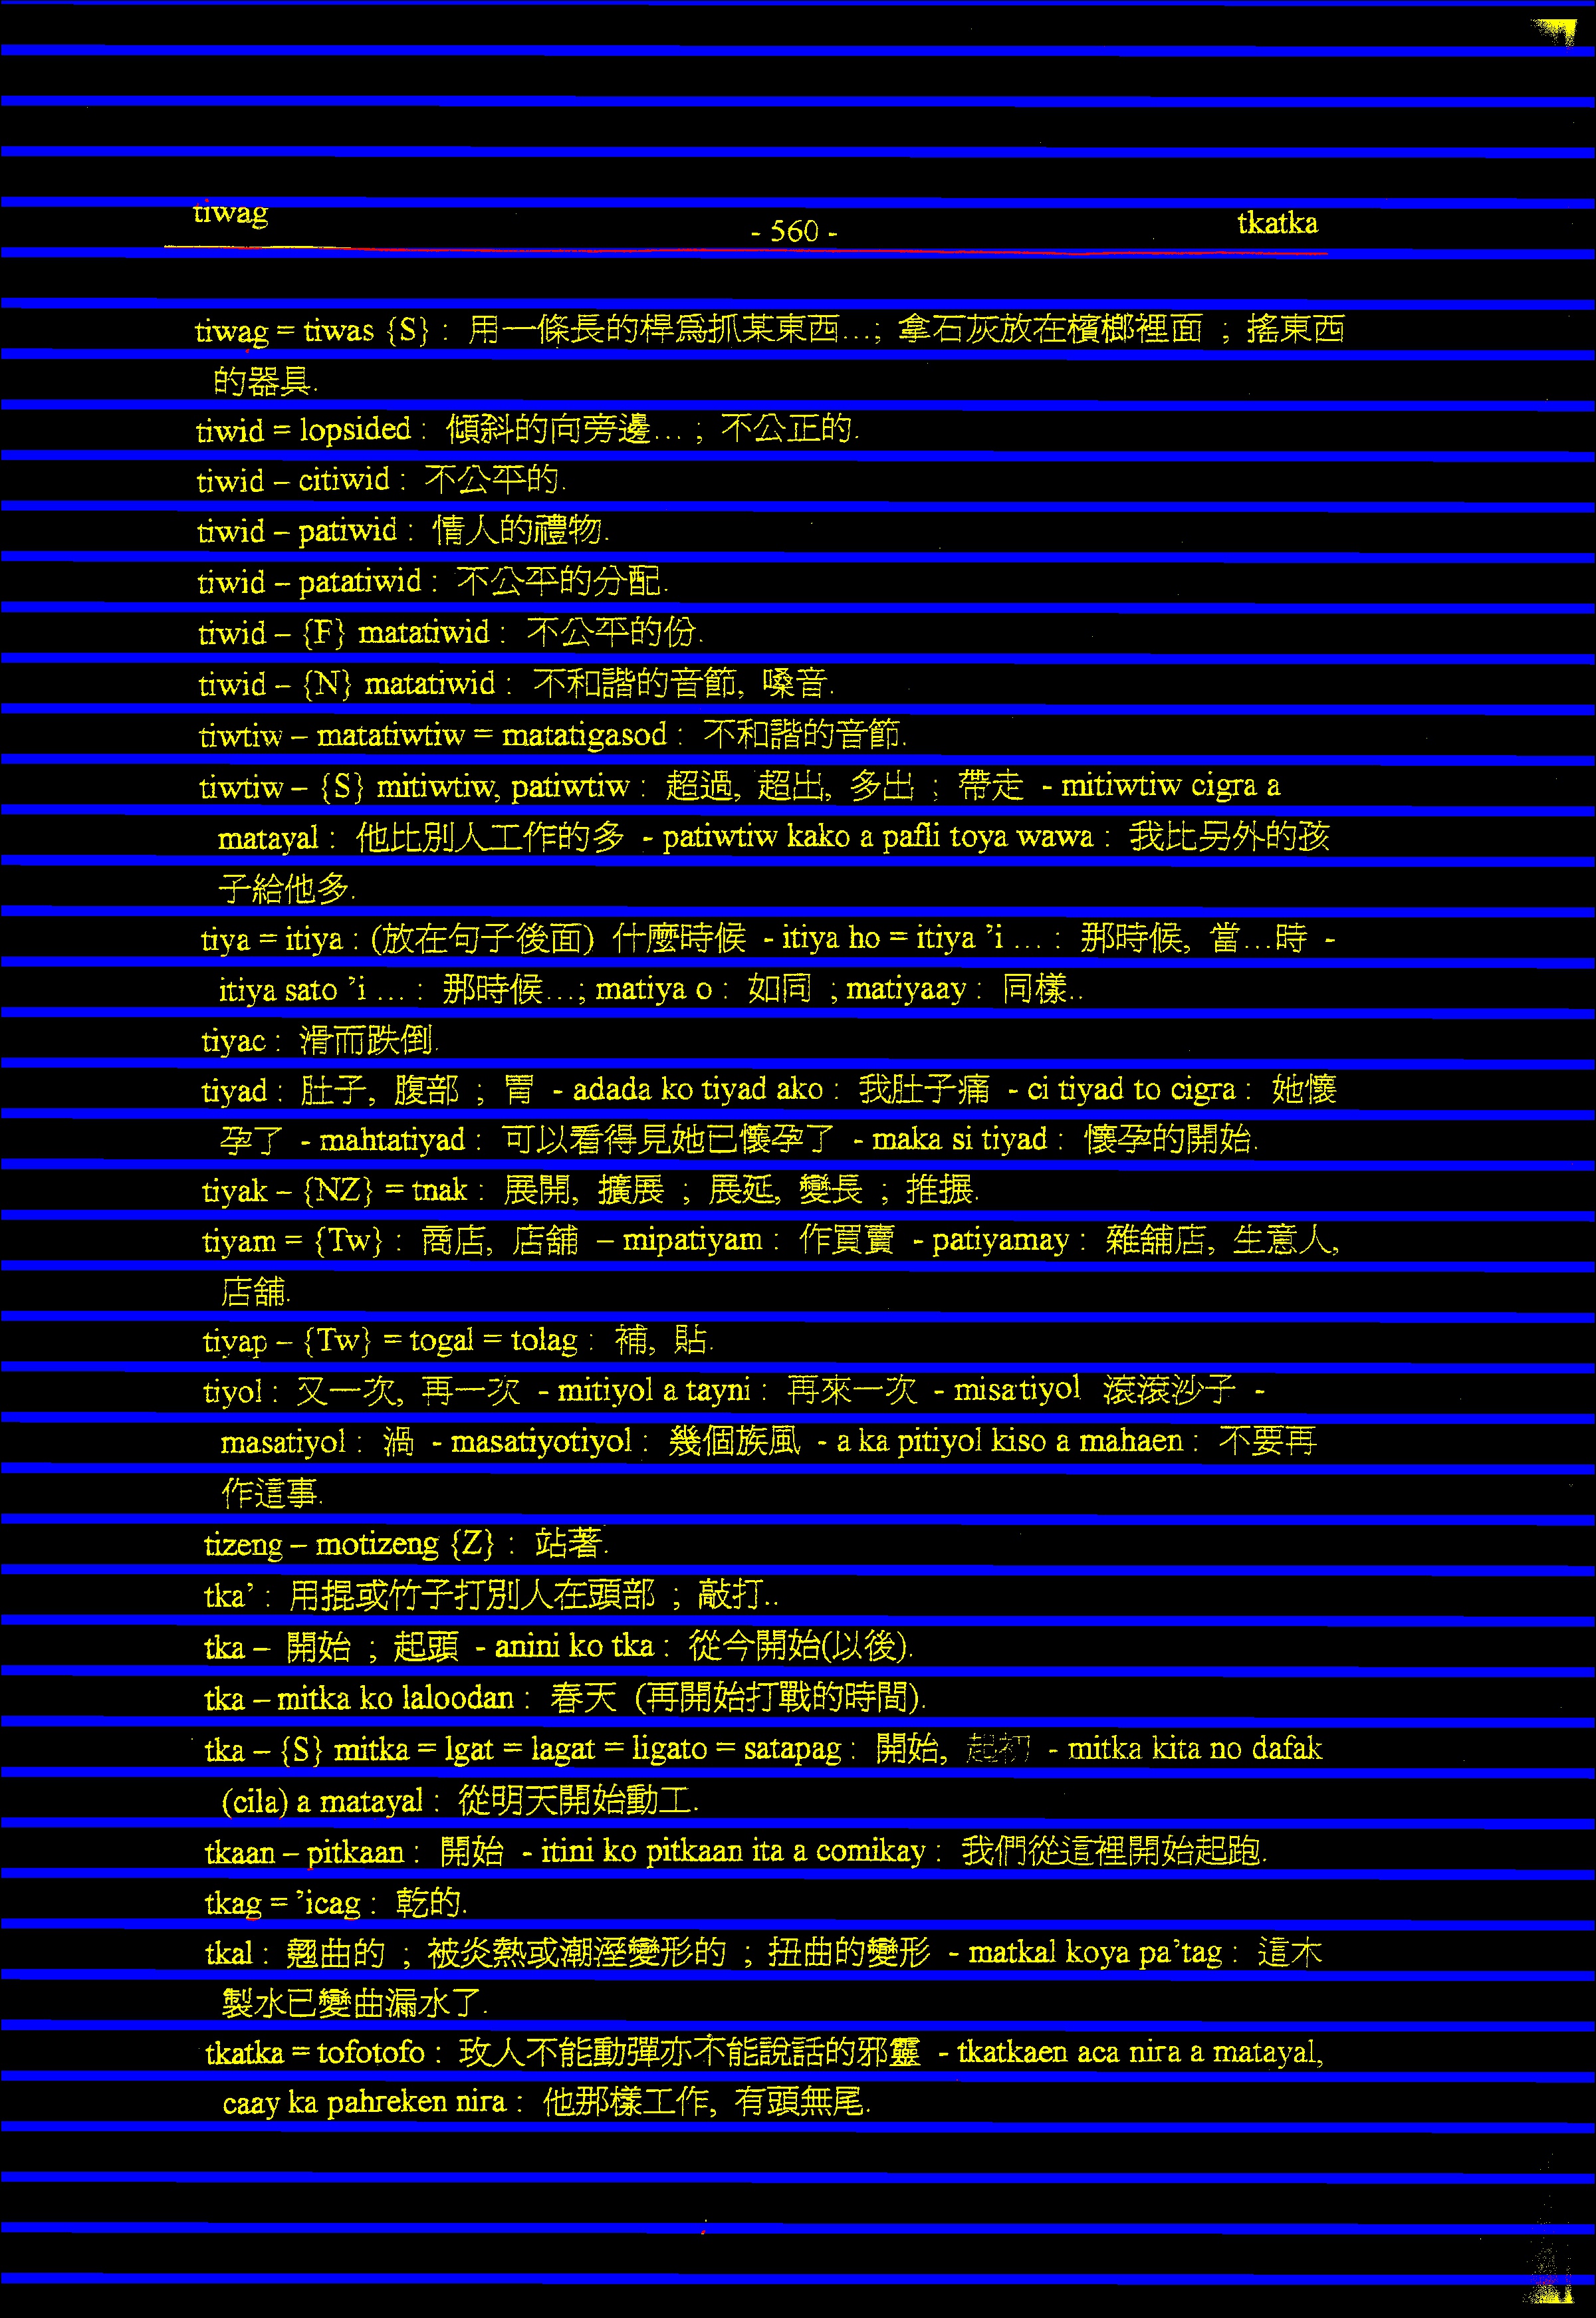 tiwag
- 560 -
tkatka
tiwag = tiwas {S} : 用一條長的桿爲抓某東西...; 拿石灰放在檳榔裡面 ; 搖東西
的器具.
tiwid = lopsided : 傾斜的向旁邊... ; 不公正的.
tiwid – citiwid : 不公平的.
tiwid – patiwid : 情人的禮物.
tiwid – patatiwid : 不公平的分配.
tiwid – {F} matatiwid : 不公平的份.
tiwid – {N} matatiwid : 不和諧的音節, 嗓音.
tiwtiw – matatiwtiw = matatigasod : 不和諧的音節.
tiwtiw – {S} mitiwtiw, patiwtiw : 超過, 超出, 多出 ; 帶走 - mitiwtiw cigra a
matayal : 他比別人工作的多 - patiwtiw kako a pafli toya wawa : 我比另外的孩
子給他多.
tiya = itiya : (放在句子後面) 什麼時候 - itiya ho = itiya 'i ... : 那時候, 當...時 -
itiya sato 'i ... : 那時候...; matiya o : 如同 ; matiyaay : 同樣..
tiyac : 滑而跌倒.
tiyad : 肚子, 腹部 ; 胃 - adada ko tiyad ako : 我肚子痛 - ci tiyad to cigra : 她懷
孕了 - mahtatiyad : 可以看得見她已懷孕了 - maka si tiyad : 懷孕的開始.
tiyak – {NZ} = tnak : 展開, 擴展 ; 展延, 變長 ; 推搌.
tiyam = {Tw} : 商店, 店舖 – mipatiyam : 作買賣 - patiyamay : 雜舖店, 生意人,
店舖.
tiyap – {Tw} = togal = tolag : 補, 貼.
tiyol : 又一次, 再一次 - mitiyol a tayni : 再來一次 - misatiyol 滾滾沙子 -
masatiyol : 渦 - masatiyotiyol : 幾個族風 - a ka pitiyol kiso a mahaen : 不要再
作這事.
tizeng – motizeng {Z} : 站著.
tka' : 用掍或竹子打別人在頭部 ; 敲打..
tka – 開始 ; 起頭 - anini ko tka : 從今開始(以後).
tka – mitka ko laloodan : 春天 (再開始打戰的時間).
tka – {S} mitka = lgat = lagat = ligato = satapag : 開始, 起初 - mitka kita no dafak
(cila) a matayal : 從明天開始動工.
tkaan – pitkaan : 開始 - itini ko pitkaan ita a comikay : 我們從這裡開始起跑.
tkag = 'icag : 乾的.
tkal : 翹曲的 ; 被炎熱或潮溼變形的 ; 扭曲的變形 - matkal koya pa'tag : 這木
製水已變曲漏水了.
tkatka = tofotofo : 玫人不能動彈亦不能說話的邪靈 - tkatkaen aca nira a matayal,
caay ka pahreken nira : 他那樣工作, 有頭無尾.